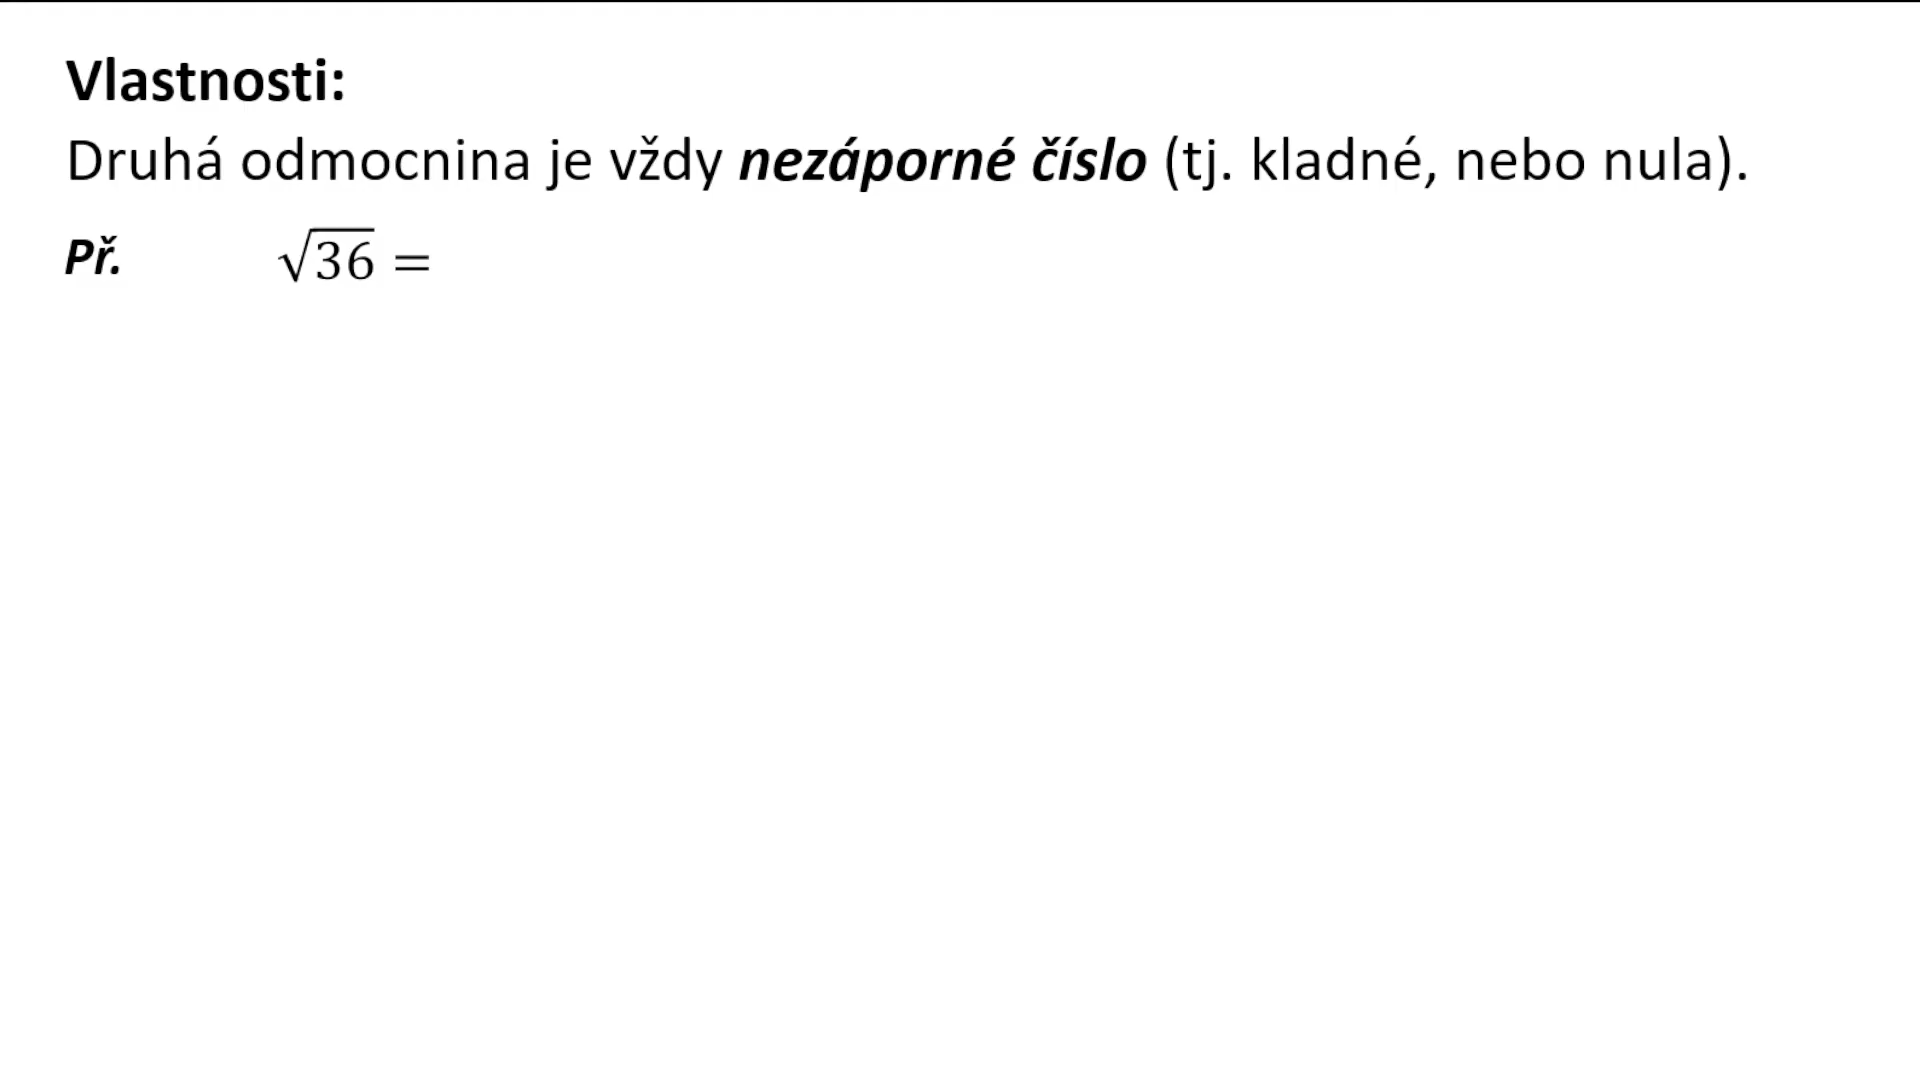 Vlastnosti:
Druhá odmocnina je vždy nezáporné číslo (tj. kladné, nebo nula).
Př. √36 =